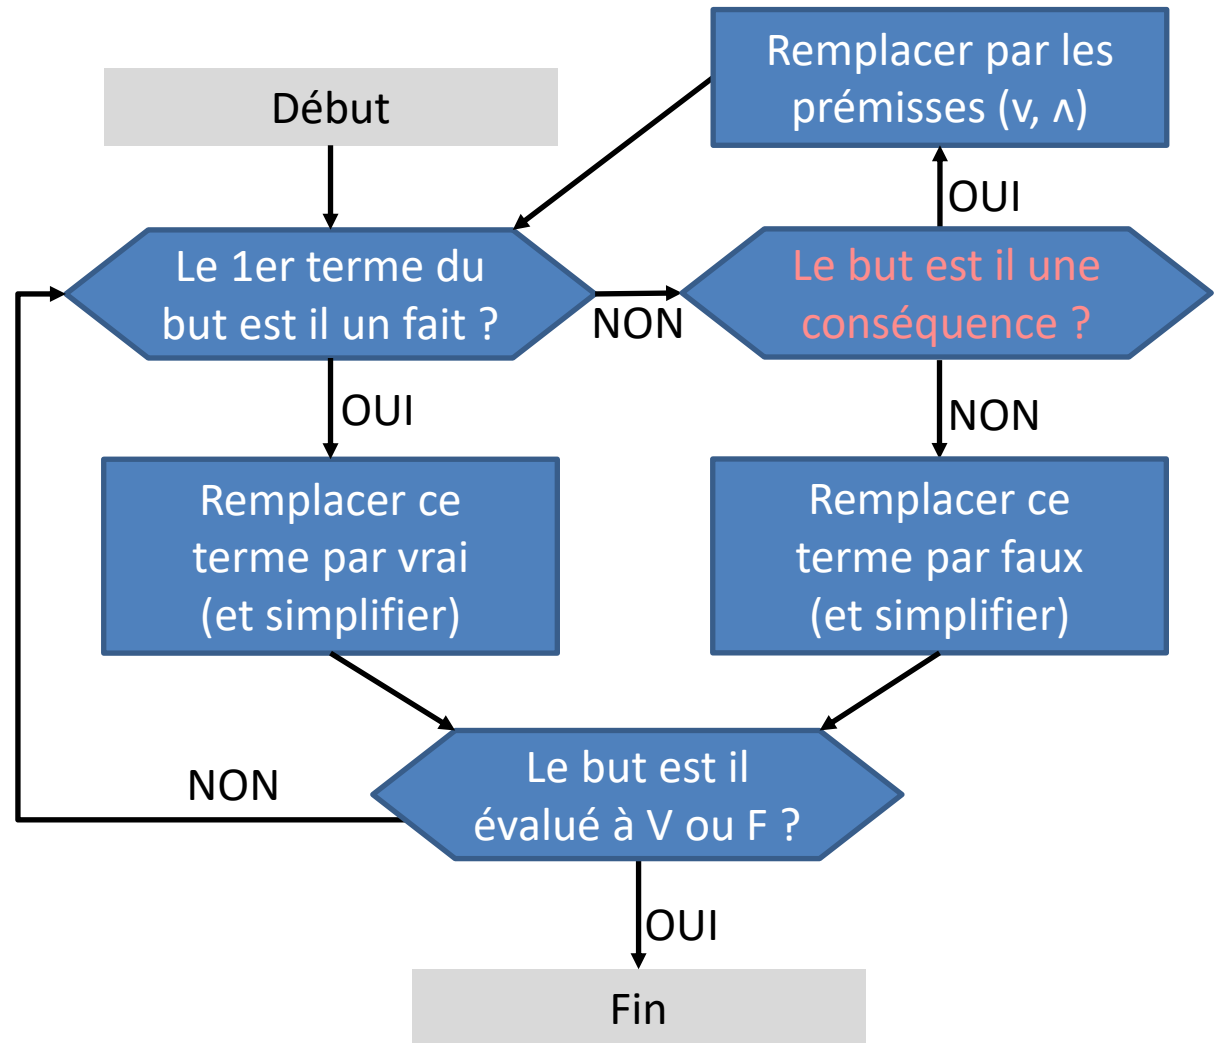 Début
Remplacer par les
prémisses (v, ʌ)
OUI
Le 1er terme du
but est il un fait ?
NON
Le but est il une
conséquence ?
OUI
NON
Remplacer ce
terme par vrai
(et simplifier)
Remplacer ce
terme par faux
(et simplifier)
NON
Le but est il
évalué à V ou F ?
OUI
Fin